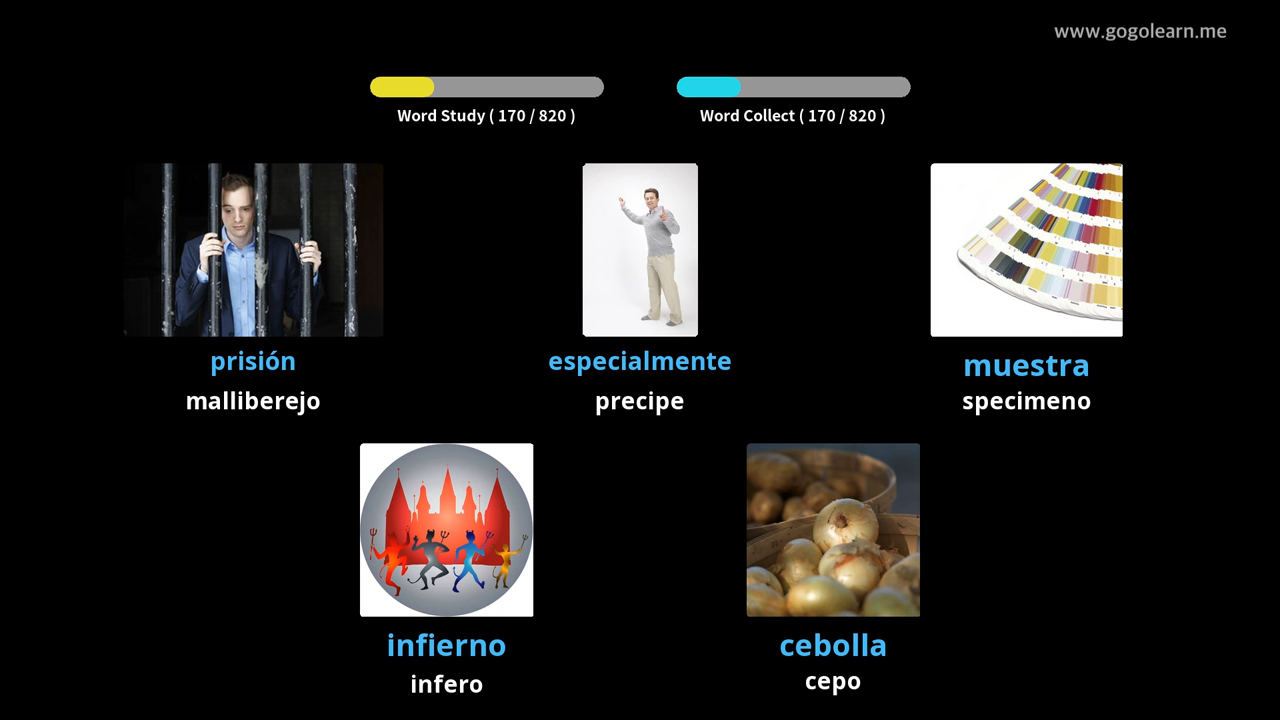 www.gogolearn.me
Word Study ( 170 / 820 )
Word Collect ( 170 / 820 )
prisión
malliberejo
especialmente
precipe
muestra
specimeno
infierno
infero
cebolla
cepo